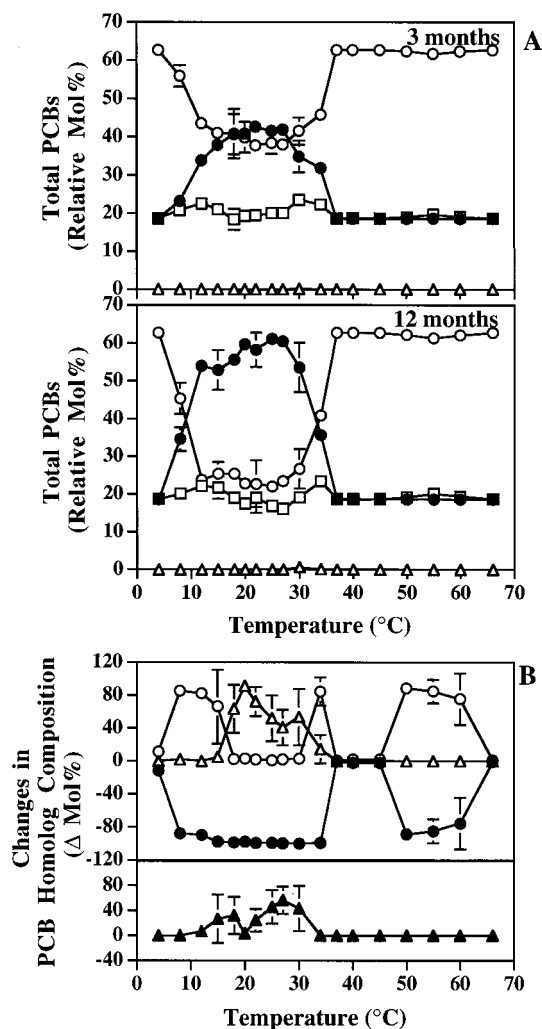 A
3 months
Total PCBs
(Relative Mol%)
70
60
50
40
30
20
10
0
12 months
Total PCBs
(Relative Mol%)
70
60
50
40
30
20
10
0
0 10 20 30 40 50 60 70
Temperature (°C)
B
Changes in
PCB Homolog Composition
(Δ Mol%)
120
80
40
0
-40
-80
-120
80
40
0
-40
0 10 20 30 40 50 60 70
Temperature (°C)